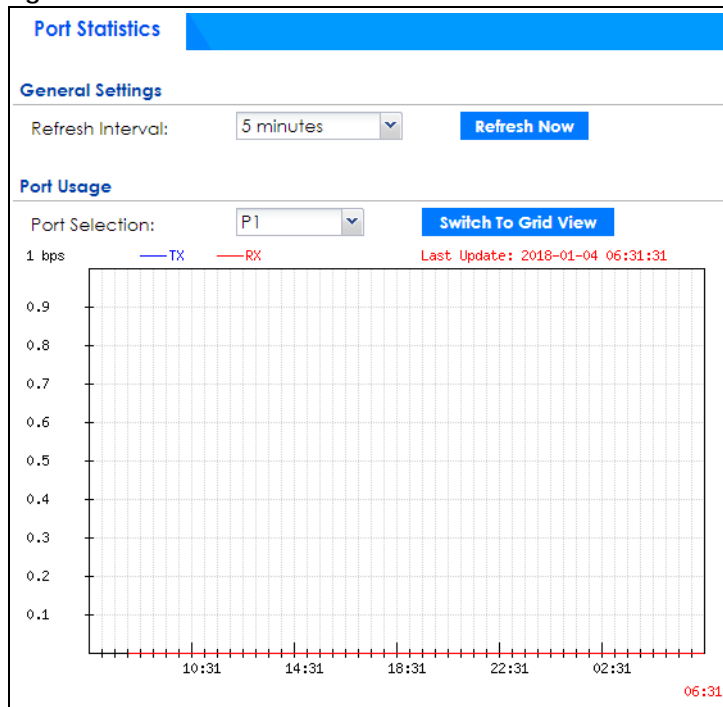 Port Statistics
General Settings
Refresh Interval: 5 minutes Refresh Now
Port Usage
Port Selection: P1 Switch To Grid View
1 bps TX RX Last Update: 2018-01-04 06:31:31
0.9
0.8
0.7
0.6
0.5
0.4
0.3
0.2
0.1
10:31 14:31 18:31 22:31 02:31
06:31